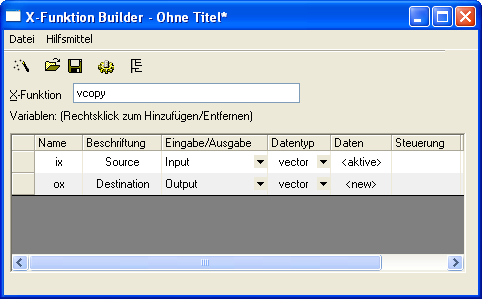 X-Funktion Builder - Ohne Titel*
Datei Hilfsmittel
X-Funktion vcopy
Variablen: (Rechtsklick zum Hinzufügen/Entfernen)
Name Beschriftung Eingabe/Ausgabe Datentyp Daten Steuerung
ix Source Input vector <aktive>
ox Destination Output vector <new>